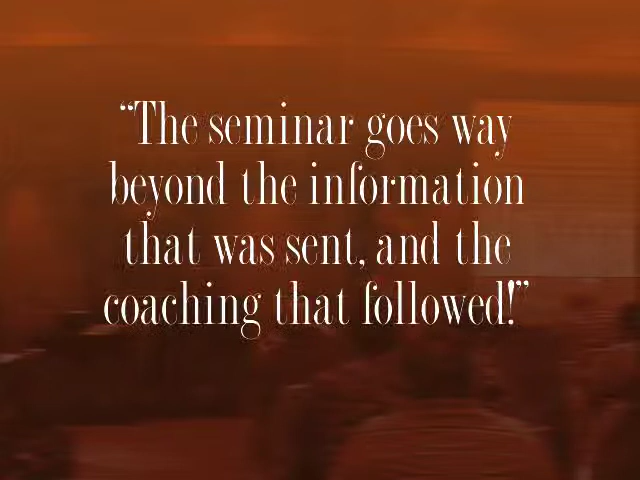 “The seminar goes way
beyond the information
that was sent, and the
coaching that followed!”